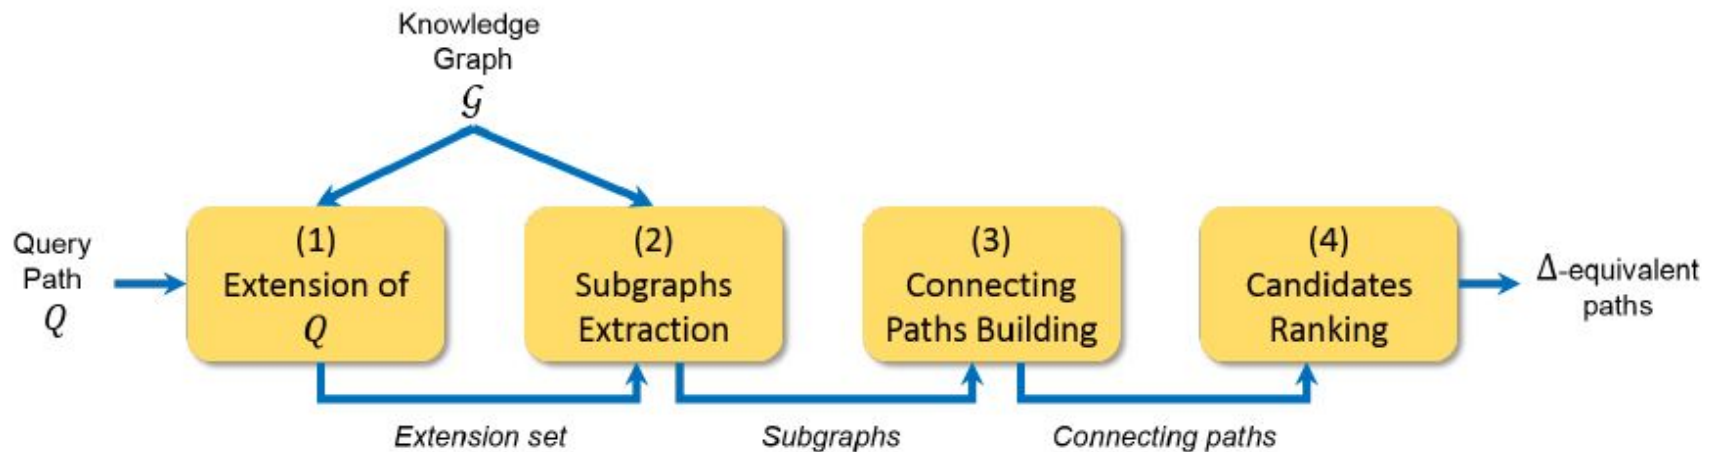 Knowledge
Graph
𝒢
Query
Path
Q
(1)
Extension of
Q
(2)
Subgraphs
Extraction
(3)
Connecting
Paths Building
(4)
Candidates
Ranking
Δ-equivalent
paths
Extension set
Subgraphs
Connecting paths